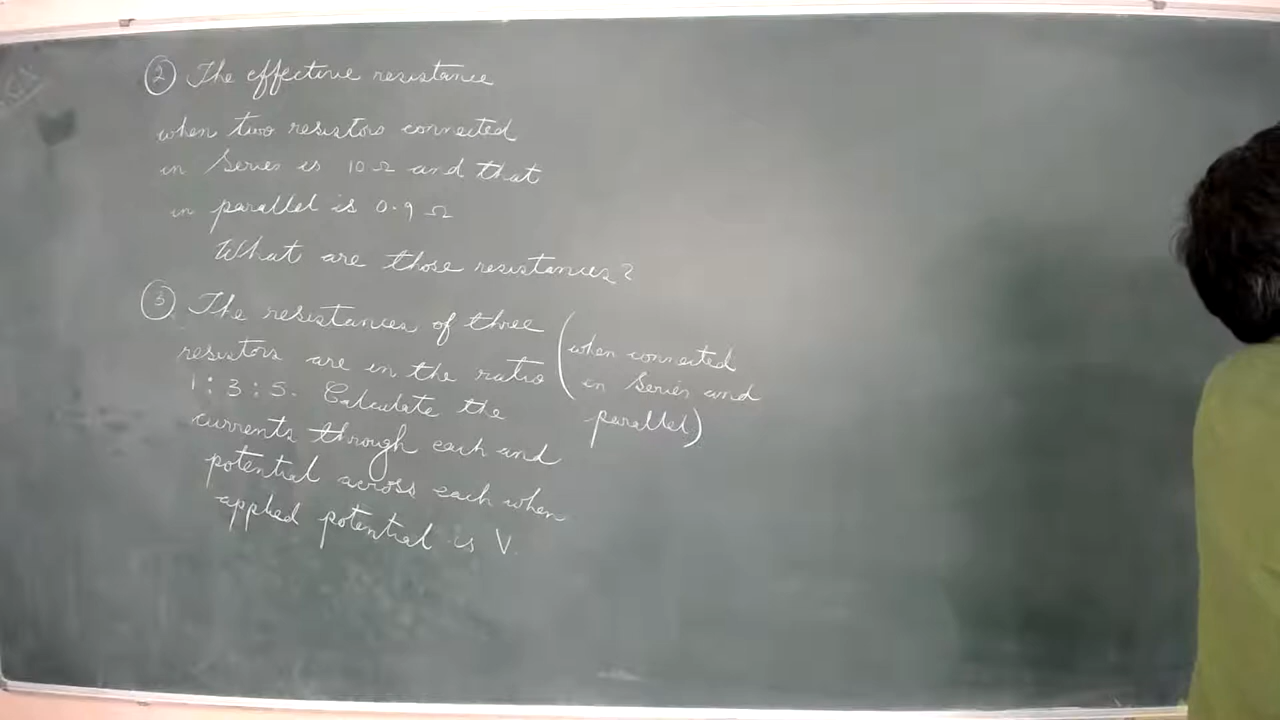 ② The effective resistance
when two resistors connected
in Series is 10 Ω and that
in parallel is 0.9 Ω
What are those resistances?
③ The resistances of three
resistors are in the ratio
1 : 3 : 5. Calculate the
currents through each and
potential across each when
applied potential is V.
(when connected
in Series and
parallel)